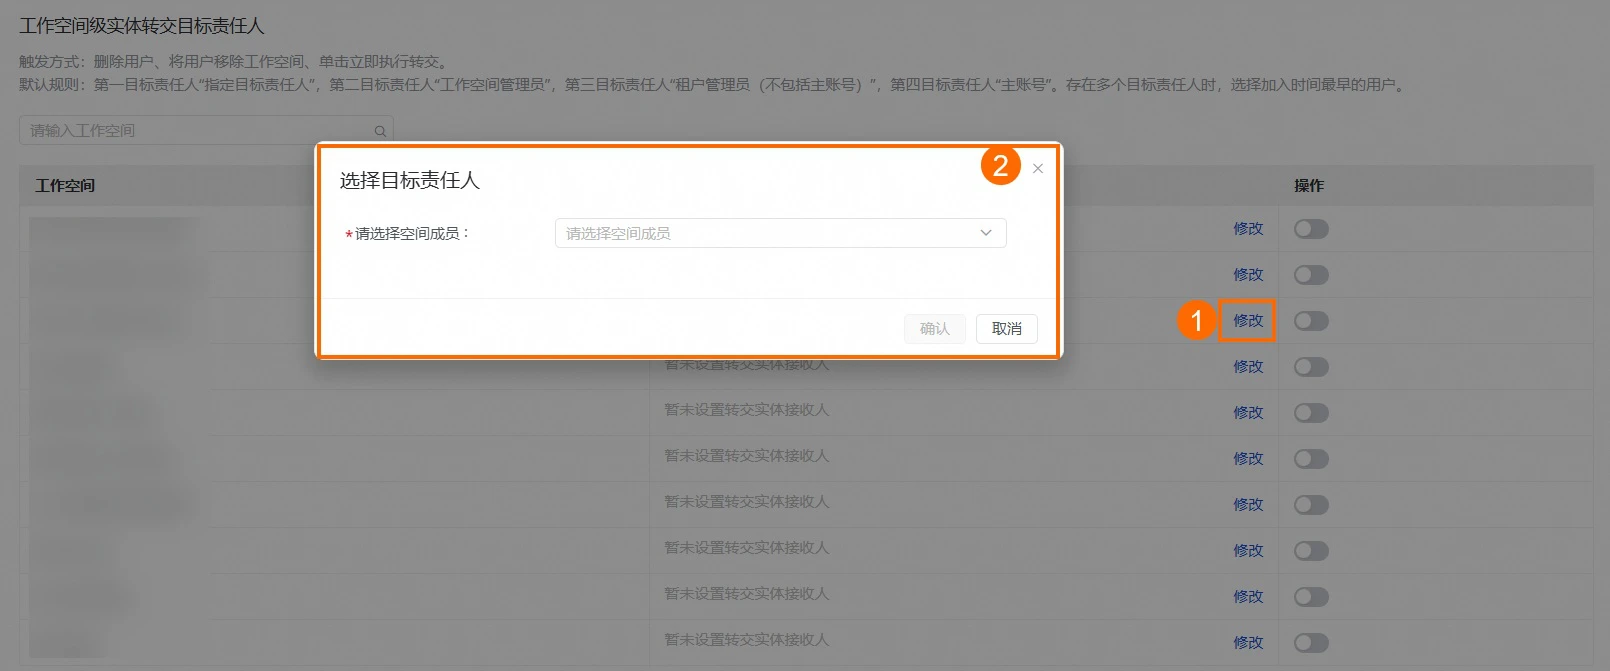 工作空间级实体转交目标责任人
触发方式：删除用户、将用户移除工作空间、单击立即执行转交。
默认规则：第一目标责任人“指定目标责任人”，第二目标责任人“工作空间管理员”，第三目标责任人“租户管理员（不包括主账号）”，第四目标责任人“主账号”。存在多个目标责任人时，选择加入时间最早的用户。
请输入工作空间
工作空间
操作
选择目标责任人
2
*请选择空间成员：
请选择空间成员
确认
取消
修改
修改
1
修改
暂未设置转交实体接收人
修改
暂未设置转交实体接收人
修改
暂未设置转交实体接收人
修改
暂未设置转交实体接收人
修改
暂未设置转交实体接收人
修改
暂未设置转交实体接收人
修改
暂未设置转交实体接收人
修改